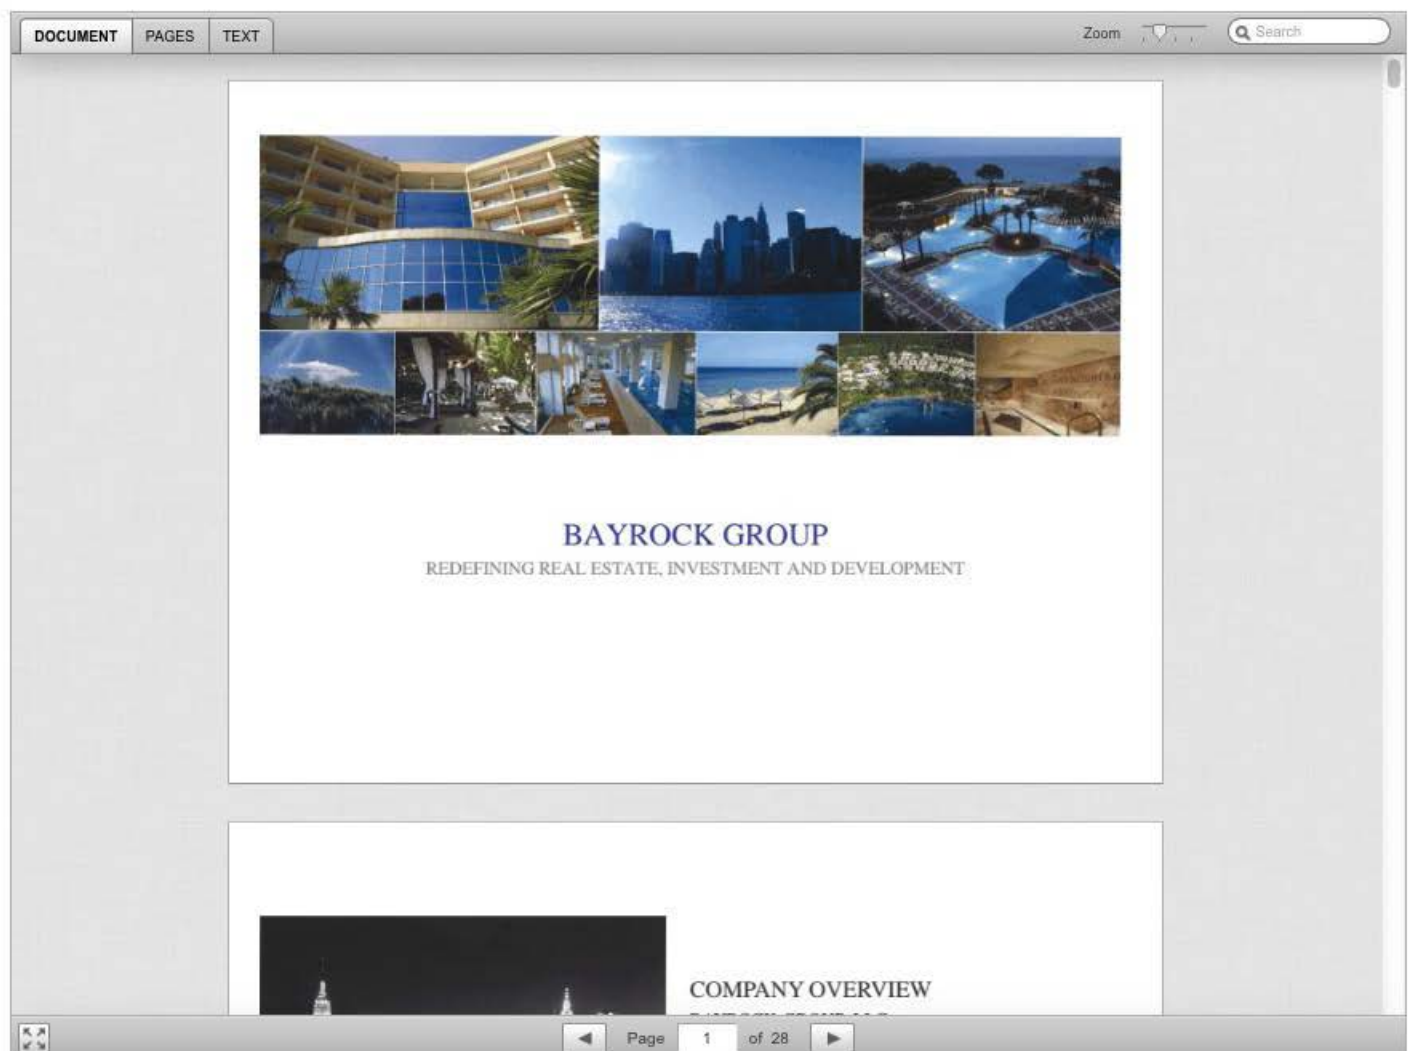 DOCUMENT PAGES TEXT Zoom Search
BAYROCK GROUP
REDEFINING REAL ESTATE, INVESTMENT AND DEVELOPMENT
COMPANY OVERVIEW
Page 1 of 28